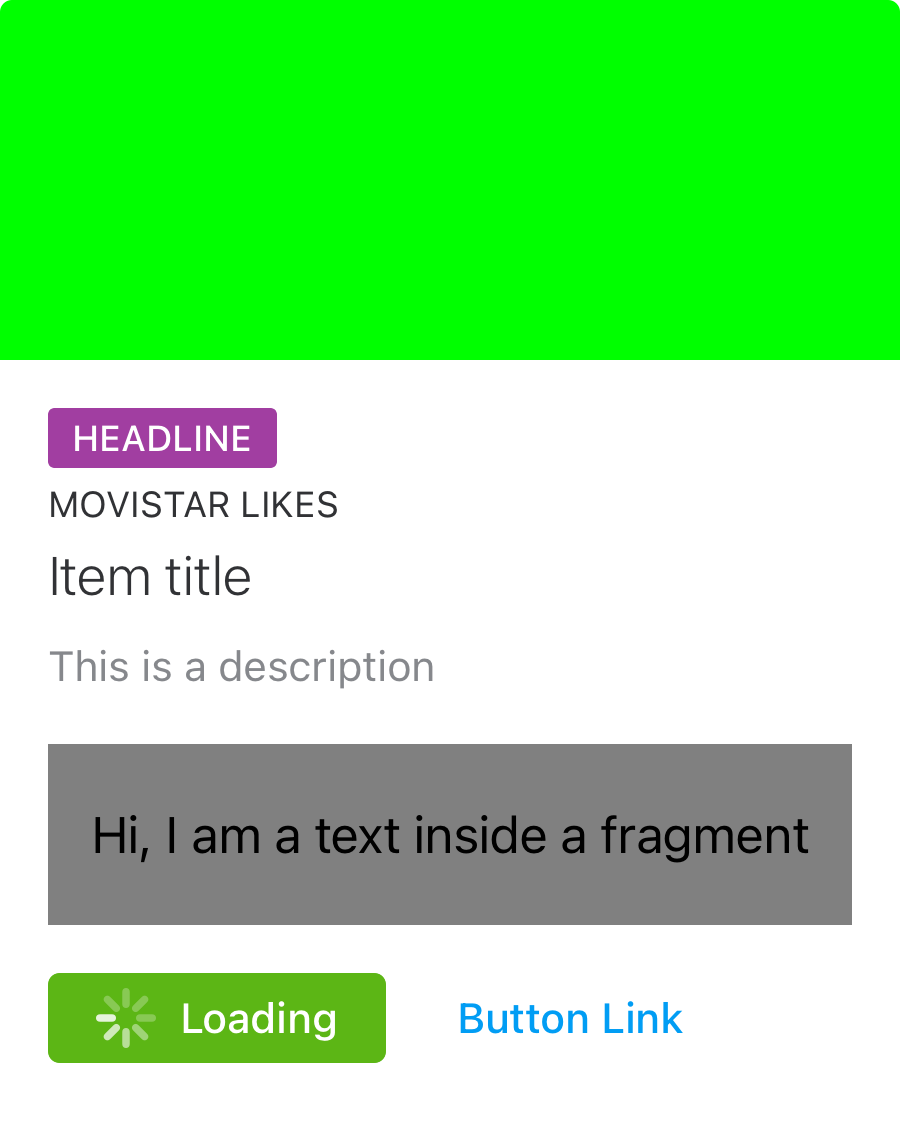 HEADLINE
MOVISTAR LIKES
Item title
This is a description
Hi, I am a text inside a fragment
Loading
Button Link